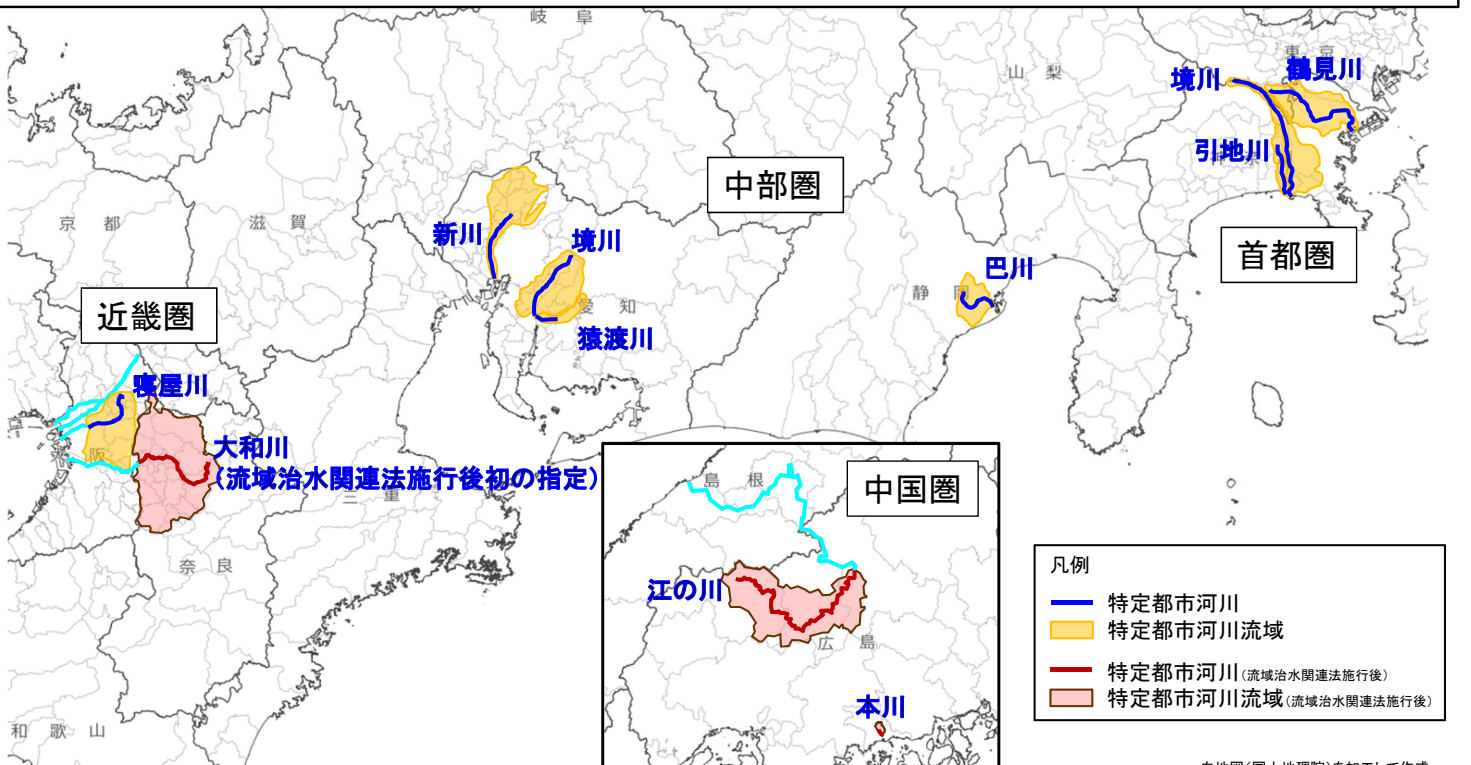 岐 阜
東 京
鶴見川
山 梨
境川
引地川
中部圏
京 都
滋 賀
新川
境川
首都圏
巴川
静 岡
愛 知
近畿圏
猿渡川
寝屋川
大和川
(流域治水関連法施行後初の指定)
三 重
島 根
中国圏
奈 良
江の川
広 島
本川
和 歌 山
凡例
特定都市河川
特定都市河川流域
特定都市河川(流域治水関連法施行後)
特定都市河川流域(流域治水関連法施行後)